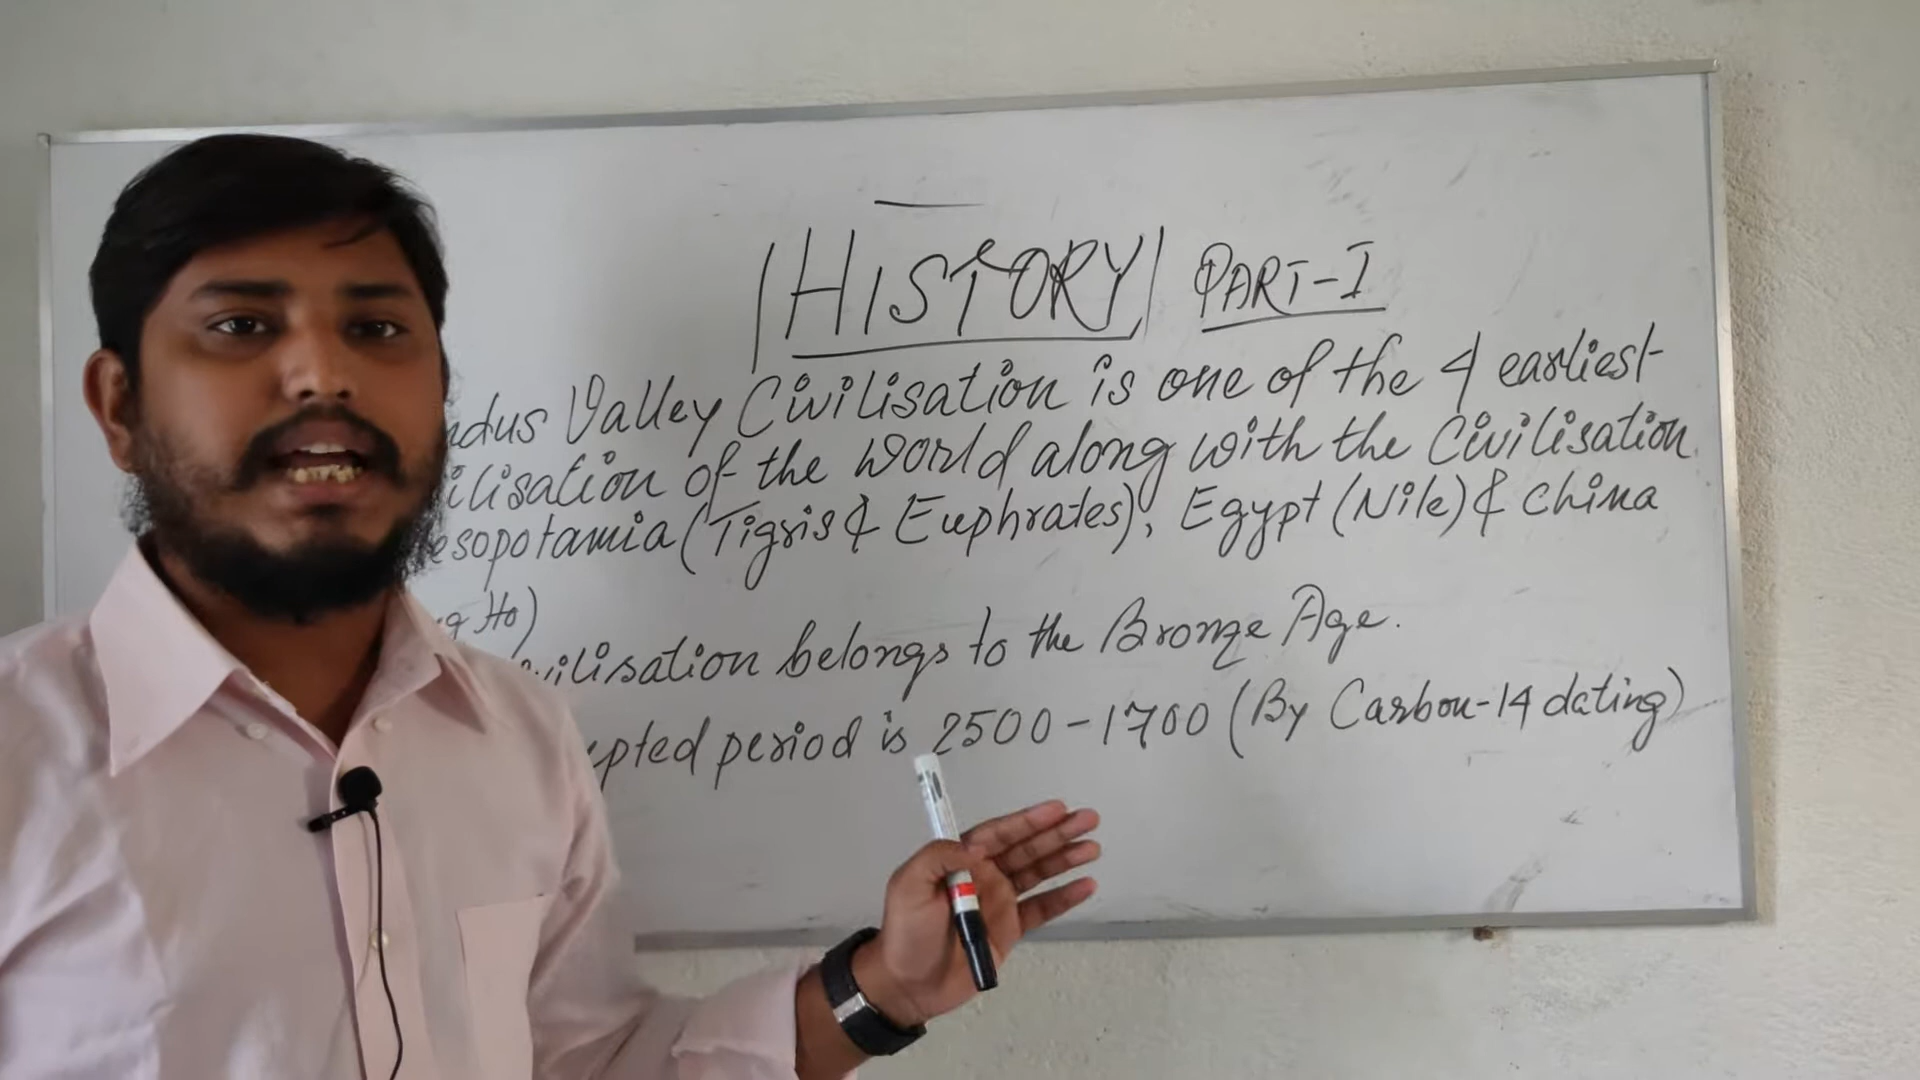 HISTORY PART-I
ndus Valley Civilisation is one of the 4 earliest
ilisation of the world along with the Civilisation
esopotamia (Tigris & Euphrates), Egypt (Nile) & China
g Ho)
vilisation belongs to the Bronze Age.
epted period is 2500-1700 (By Carbon-14 dating)